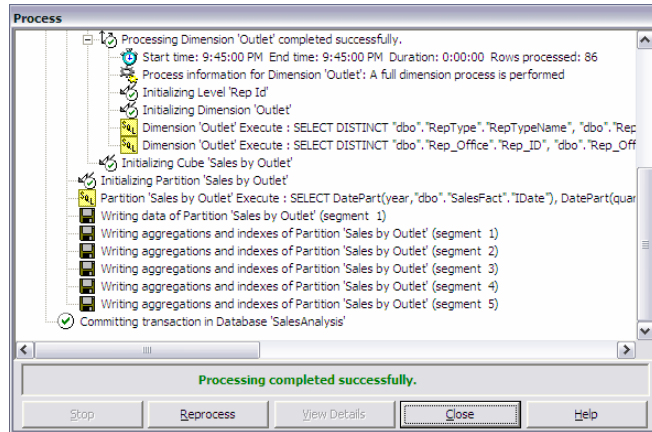 Process
Processing Dimension 'Outlet' completed successfully.
Start time: 9:45:00 PM End time: 9:45:00 PM Duration: 0:00:00 Rows processed: 86
Process information for Dimension 'Outlet': A full dimension process is performed
Initializing Level 'Rep Id'
Initializing Dimension 'Outlet'
SQL Dimension 'Outlet' Execute : SELECT DISTINCT "dbo"."RepType"."RepTypeName", "dbo"."Rep
SQL Dimension 'Outlet' Execute : SELECT DISTINCT "dbo"."Rep_Office"."Rep_ID", "dbo"."Rep_Off
Initializing Cube 'Sales by Outlet'
Initializing Partition 'Sales by Outlet'
SQL Partition 'Sales by Outlet' Execute : SELECT DatePart(year,"dbo"."SalesFact"."IDate"), DatePart(quar
Writing data of Partition 'Sales by Outlet' (segment 1)
Writing aggregations and indexes of Partition 'Sales by Outlet' (segment 1)
Writing aggregations and indexes of Partition 'Sales by Outlet' (segment 2)
Writing aggregations and indexes of Partition 'Sales by Outlet' (segment 3)
Writing aggregations and indexes of Partition 'Sales by Outlet' (segment 4)
Writing aggregations and indexes of Partition 'Sales by Outlet' (segment 5)
Committing transaction in Database 'SalesAnalysis'
Processing completed successfully.
Stop Reprocess View Details Close Help